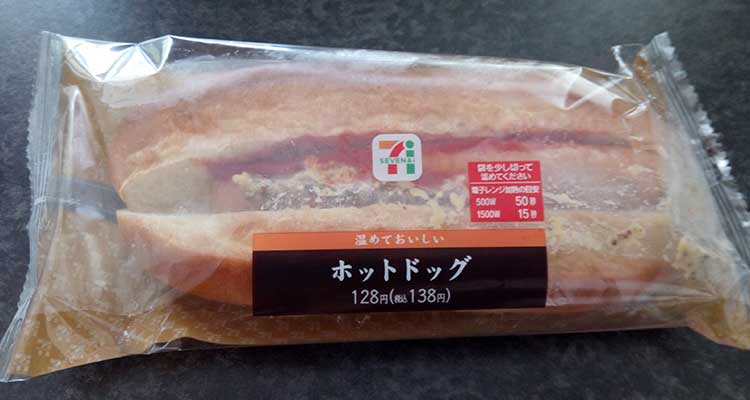 7i
SEVEN&i
袋を少し切って
温めてください
電子レンジ加熱の目安
500W 50秒
1500W 15秒
温めておいしい
ホットドッグ
128円(税込138円)